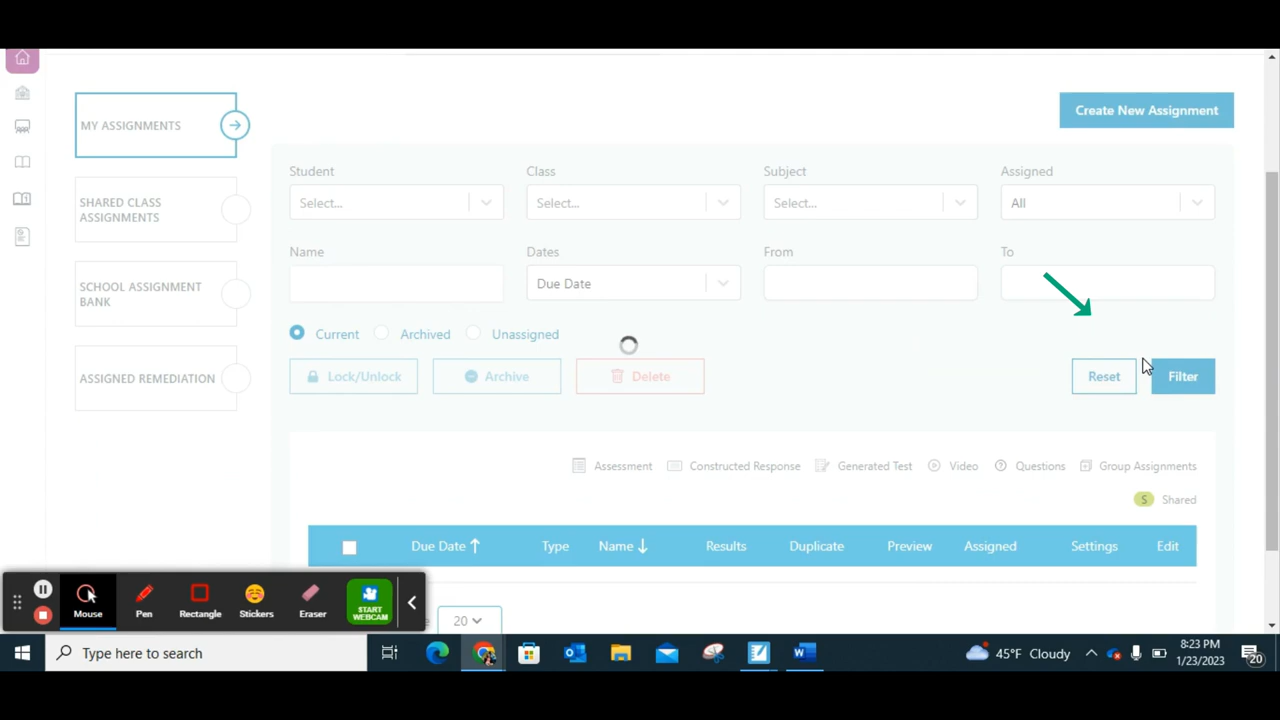 MY ASSIGNMENTS
SHARED CLASS
ASSIGNMENTS
SCHOOL ASSIGNMENT
BANK
ASSIGNED REMEDIATION
Create New Assignment
Student Class Subject Assigned
Select... Select... Select... All
Name Dates From To
Due Date
Current Archived Unassigned
Lock/Unlock Archive Delete Reset Filter
Assessment Constructed Response Generated Test Video Questions Group Assignments
S Shared
Due Date Type Name Results Duplicate Preview Assigned Settings Edit
Mouse Pen Rectangle Stickers Eraser START
WEBCAM
20
Type here to search
45°F Cloudy
8:23 PM
1/23/2023
20